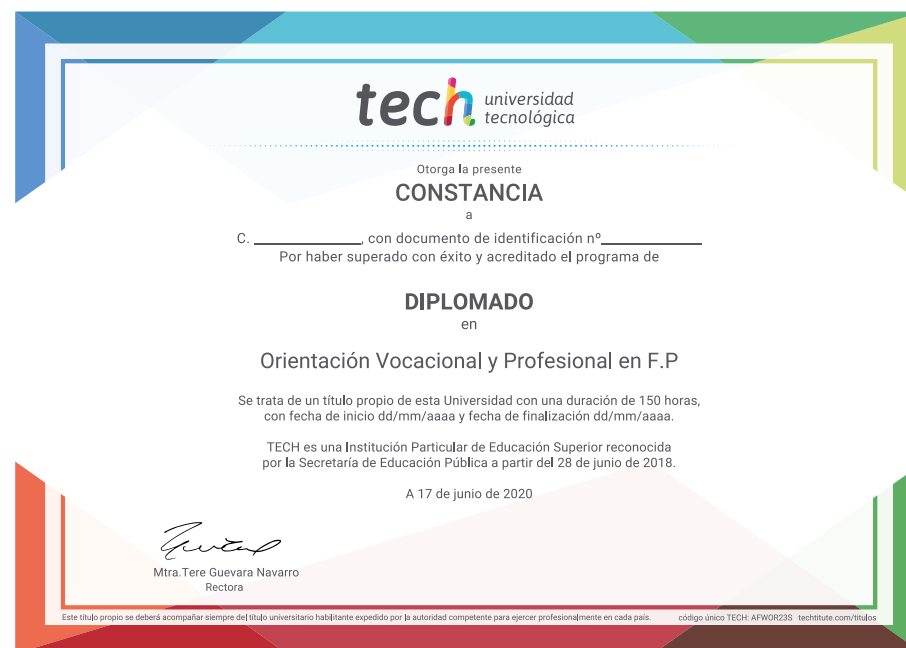 tech universidad
tecnológica
Otorga la presente
CONSTANCIA
a
C. ______________, con documento de identificación nº_____________
Por haber superado con éxito y acreditado el programa de
DIPLOMADO
en
Orientación Vocacional y Profesional en F.P
Se trata de un título propio de esta Universidad con una duración de 150 horas,
con fecha de inicio dd/mm/aaaa y fecha de finalización dd/mm/aaaa.
TECH es una Institución Particular de Educación Superior reconocida
por la Secretaría de Educación Pública a partir del 28 de junio de 2018.
A 17 de junio de 2020
Mtra.Tere Guevara Navarro
Rectora
Este título propio se deberá acompañar siempre del título universitario habilitante expedido por la autoridad competente para ejercer profesionalmente en cada país. código único TECH: AFWOR23S techtitute.com/titulos